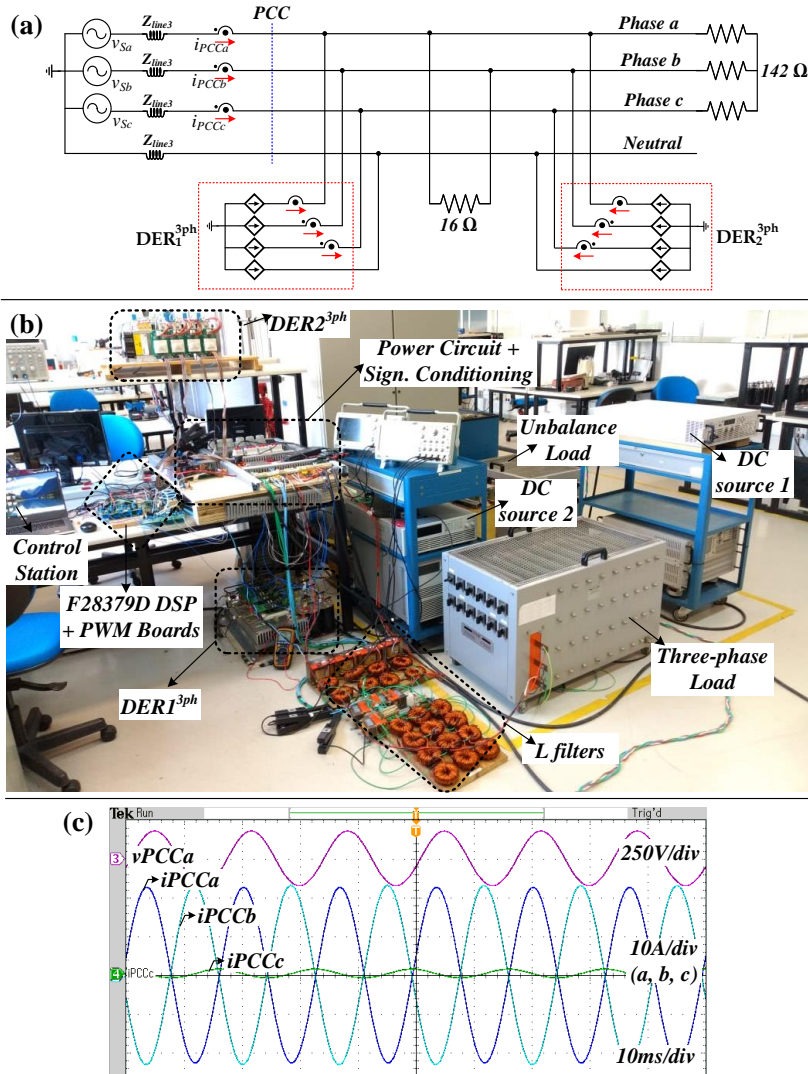 (a)
Z_line3
PCC
v_Sa
i_PCCa
Phase a
Z_line3
v_Sb
i_PCCb
Phase b
142 Ω
Z_line3
v_Sc
i_PCCc
Phase c
Z_line3
Neutral
DER₁^3ph
16 Ω
DER₂^3ph
(b)
DER2^3ph
Power Circuit +
Sign. Conditioning
Unbalance
Load
DC
source 1
DC
source 2
Control
Station
F28379D DSP
+ PWM Boards
Three-phase
Load
DER1^3ph
L filters
(c)
Tek Run
Trig'd
T
T
3
vPCCa
250V/div
iPCCa
iPCCb
iPCCc
10A/div
(a, b, c)
4
iPCCc
10ms/div